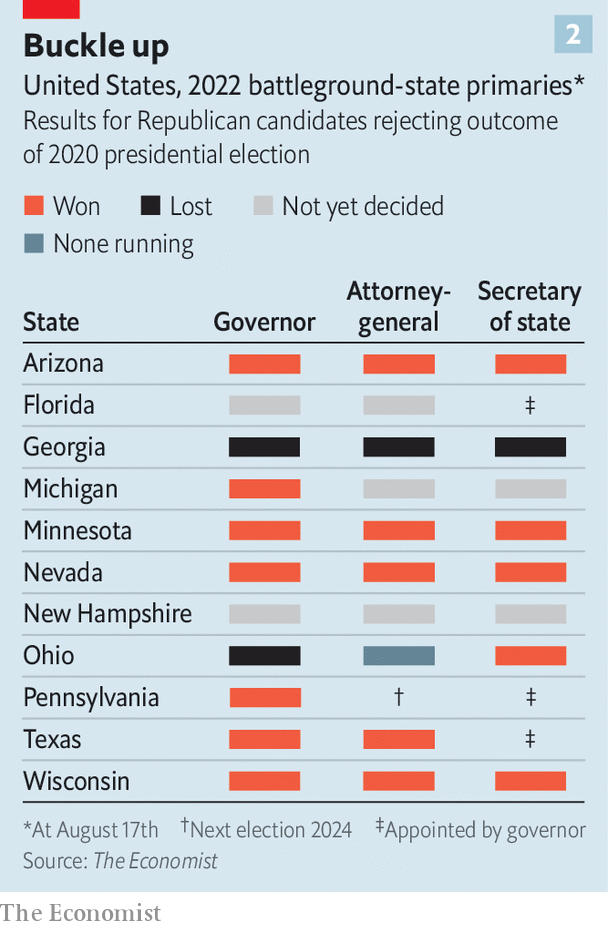 Buckle up
2
United States, 2022 battleground-state primaries*
Results for Republican candidates rejecting outcome
of 2020 presidential election
Won Lost Not yet decided
None running
Attorney- Secretary
State Governor general of state
Arizona
Florida ‡
Georgia
Michigan
Minnesota
Nevada
New Hampshire
Ohio
Pennsylvania † ‡
Texas ‡
Wisconsin
*At August 17th †Next election 2024 ‡Appointed by governor
Source: The Economist
The Economist